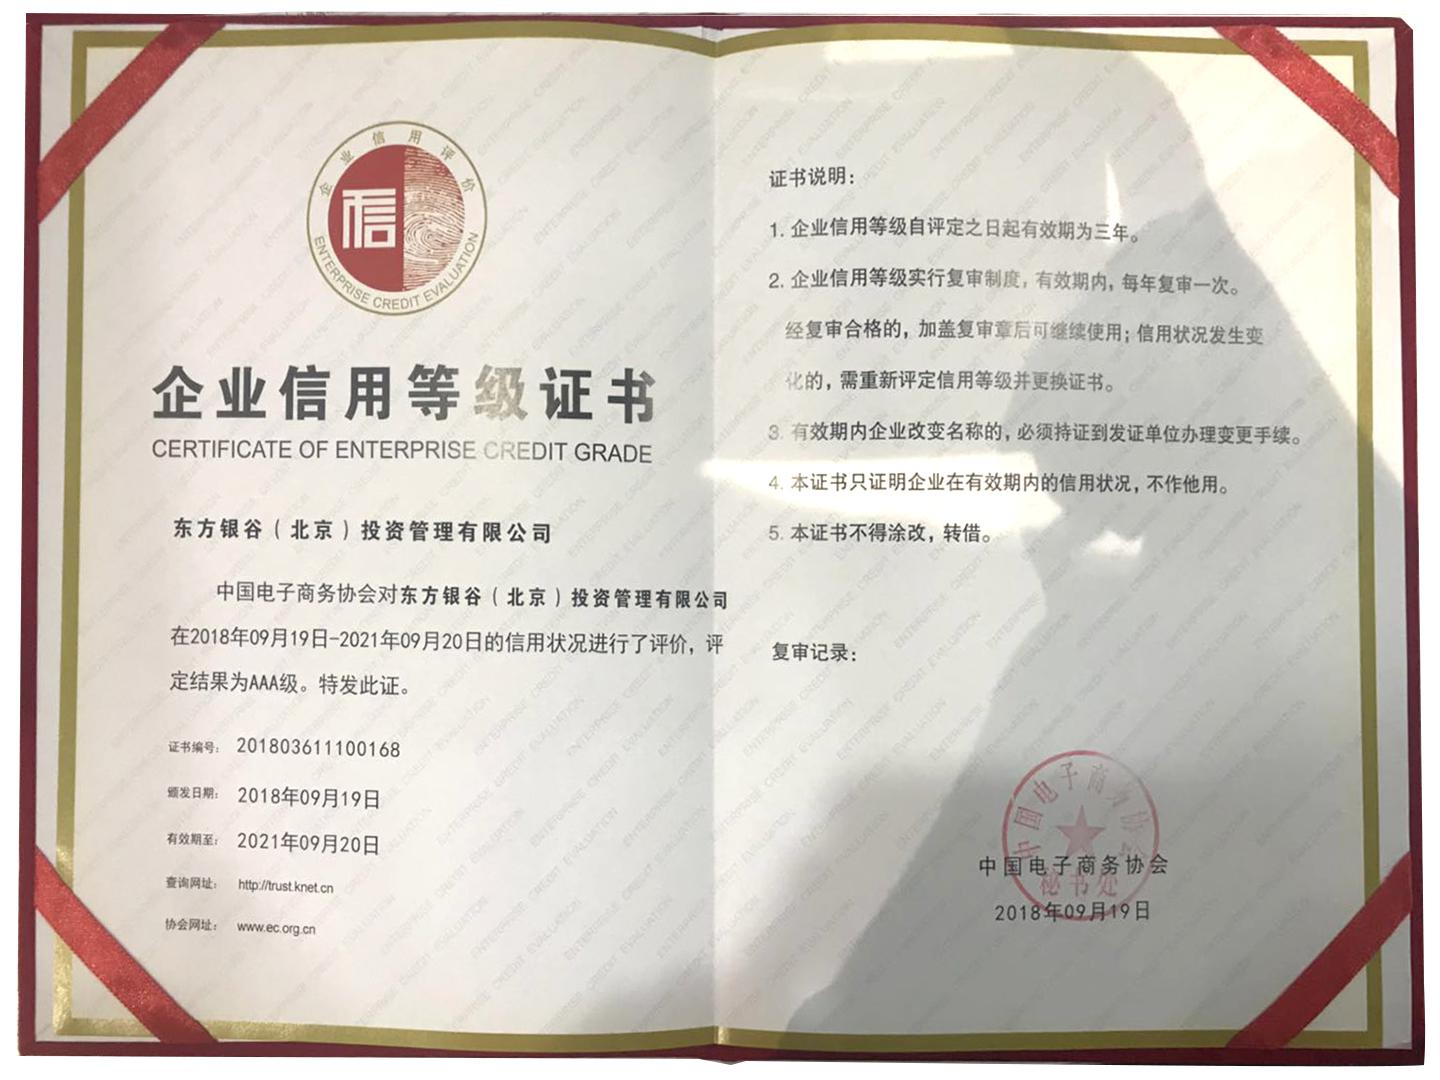 企业信用评价
信
ENTERPRISE CREDIT EVALUATION
企业信用等级证书
CERTIFICATE OF ENTERPRISE CREDIT GRADE
东方银谷（北京）投资管理有限公司
中国电子商务协会对东方银谷（北京）投资管理有限公司
在2018年09月19日-2021年09月20日的信用状况进行了评价，评
定结果为AAA级。特发此证。
证书编号： 201803611100168
颁发日期： 2018年09月19日
有效期至： 2021年09月20日
查询网址： http://trust.knet.cn
协会网址： www.ec.org.cn
证书说明：
1. 企业信用等级自评定之日起有效期为三年。
2. 企业信用等级实行复审制度，有效期内，每年复审一次。
经复审合格的，加盖复审章后可继续使用；信用状况发生变
化的，需重新评定信用等级并更换证书。
3. 有效期内企业改变名称的，必须持证到发证单位办理变更手续。
4. 本证书只证明企业在有效期内的信用状况，不作他用。
5. 本证书不得涂改，转借。
复审记录：
中国电子商务协会
秘书处
中国电子商务协会
2018年09月19日